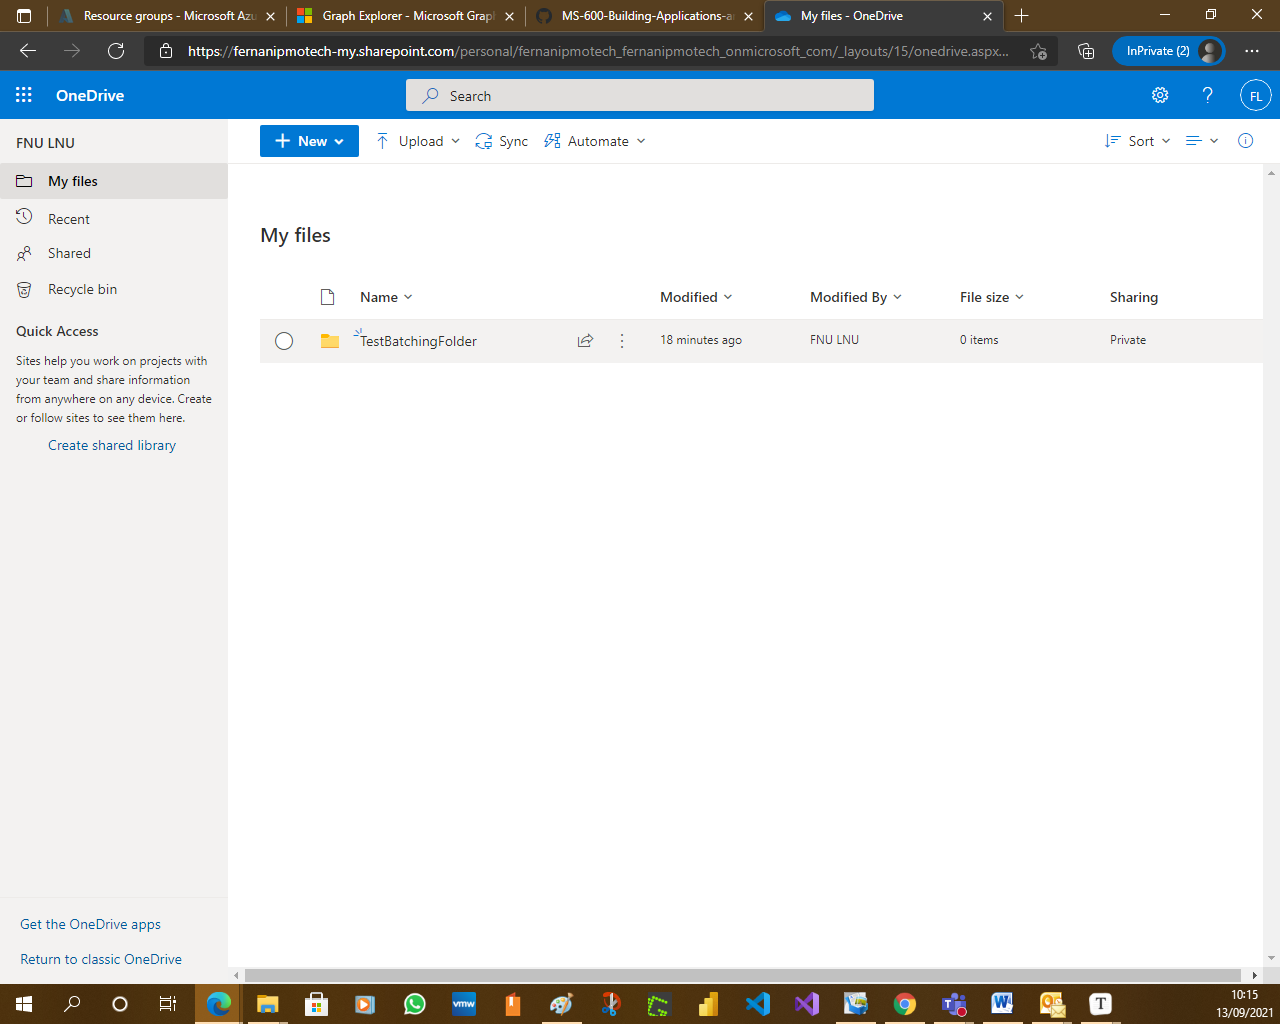 Resource groups - Microsoft Azu
Graph Explorer - Microsoft Grap
MS-600-Building-Applications-a
My files - OneDrive
https://fernanipmotech-my.sharepoint.com/personal/fernanipmotech_fernanipmotech_onmicrosoft_com/_layouts/15/onedrive.aspx...
InPrivate (2)
OneDrive
Search
?
FL
FNU LNU
New
Upload
Sync
Automate
Sort
My files
Recent
Shared
Recycle bin
Quick Access
Sites help you work on projects with
your team and share information
from anywhere on any device. Create
or follow sites to see them here.
Create shared library
Get the OneDrive apps
Return to classic OneDrive
My files
Name
Modified
Modified By
File size
Sharing
TestBatchingFolder
18 minutes ago
FNU LNU
0 items
Private
vmw
T
10:15
13/09/2021